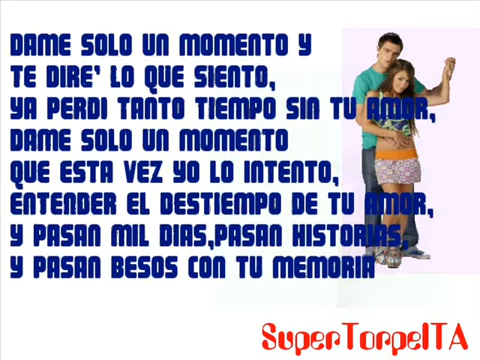 DAME SOLO UN MOMENTO Y
TE DIRE' LO QUE SIENTO,
YA PERDI TANTO TIEMPO SIN TU AMOR,
DAME SOLO UN MOMENTO
QUE ESTA VEZ YO LO INTENTO,
ENTENDER EL DESTIEMPO DE TU AMOR,
Y PASAN MIL DIAS,PASAN HISTORIAS,
Y PASAN BESOS CON TU MEMORIA
SuperTorpeITA